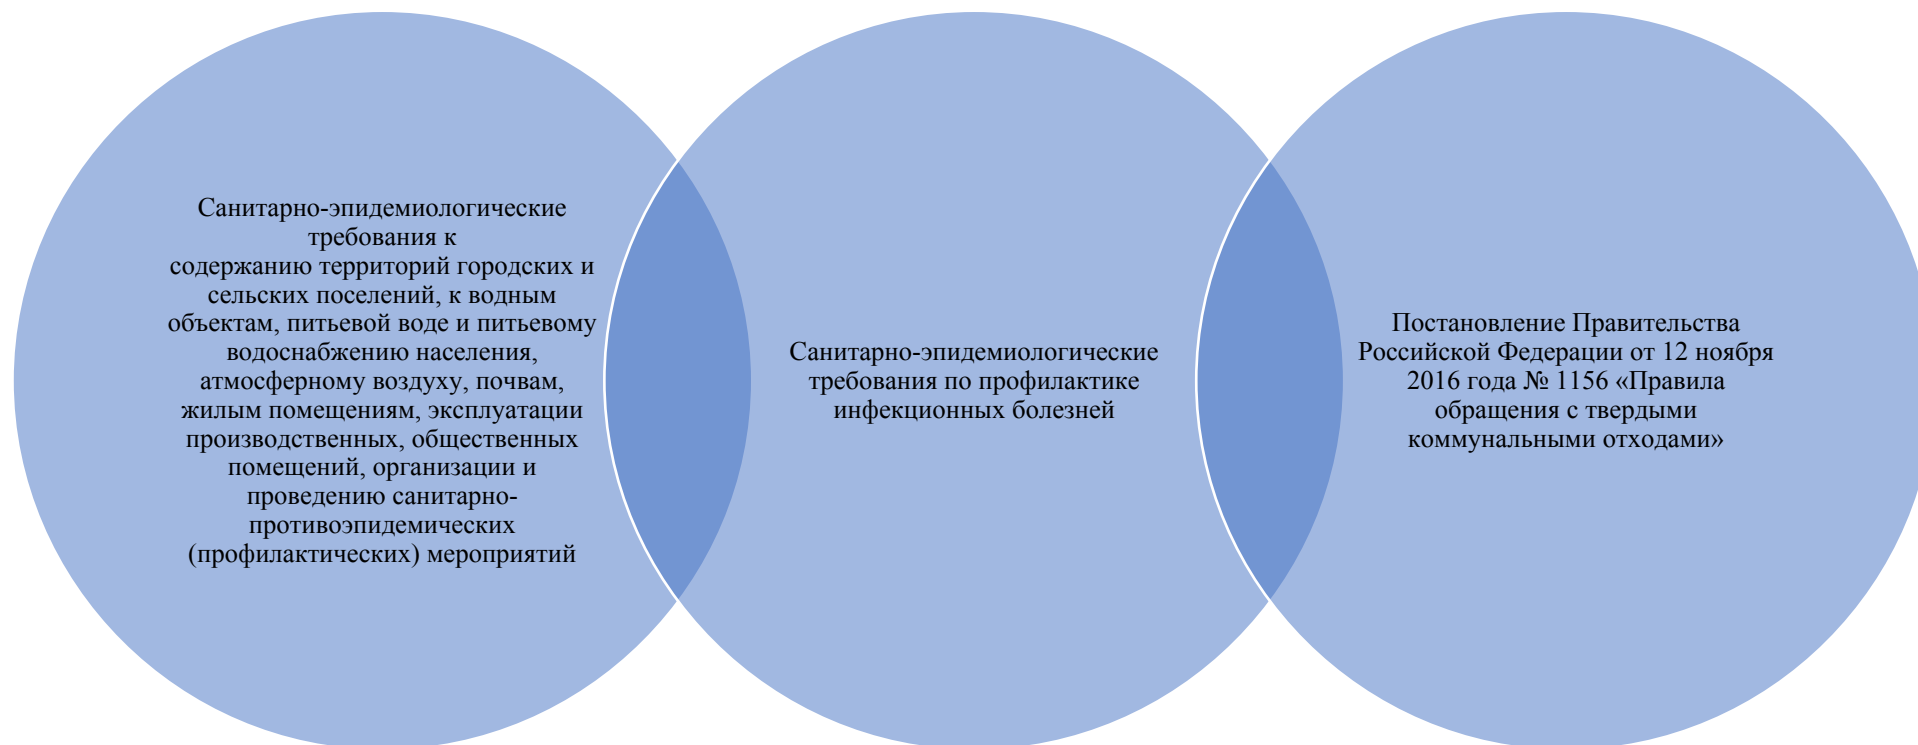 Санитарно-эпидемиологические
требования к
содержанию территорий городских и
сельских поселений, к водным
объектам, питьевой воде и питьевому
водоснабжению населения,
атмосферному воздуху, почвам,
жилым помещениям, эксплуатации
производственных, общественных
помещений, организации и
проведению санитарно-
противоэпидемических
(профилактических) мероприятий
Санитарно-эпидемиологические
требования по профилактике
инфекционных болезней
Постановление Правительства
Российской Федерации от 12 ноября
2016 года № 1156 «Правила
обращения с твердыми
коммунальными отходами»